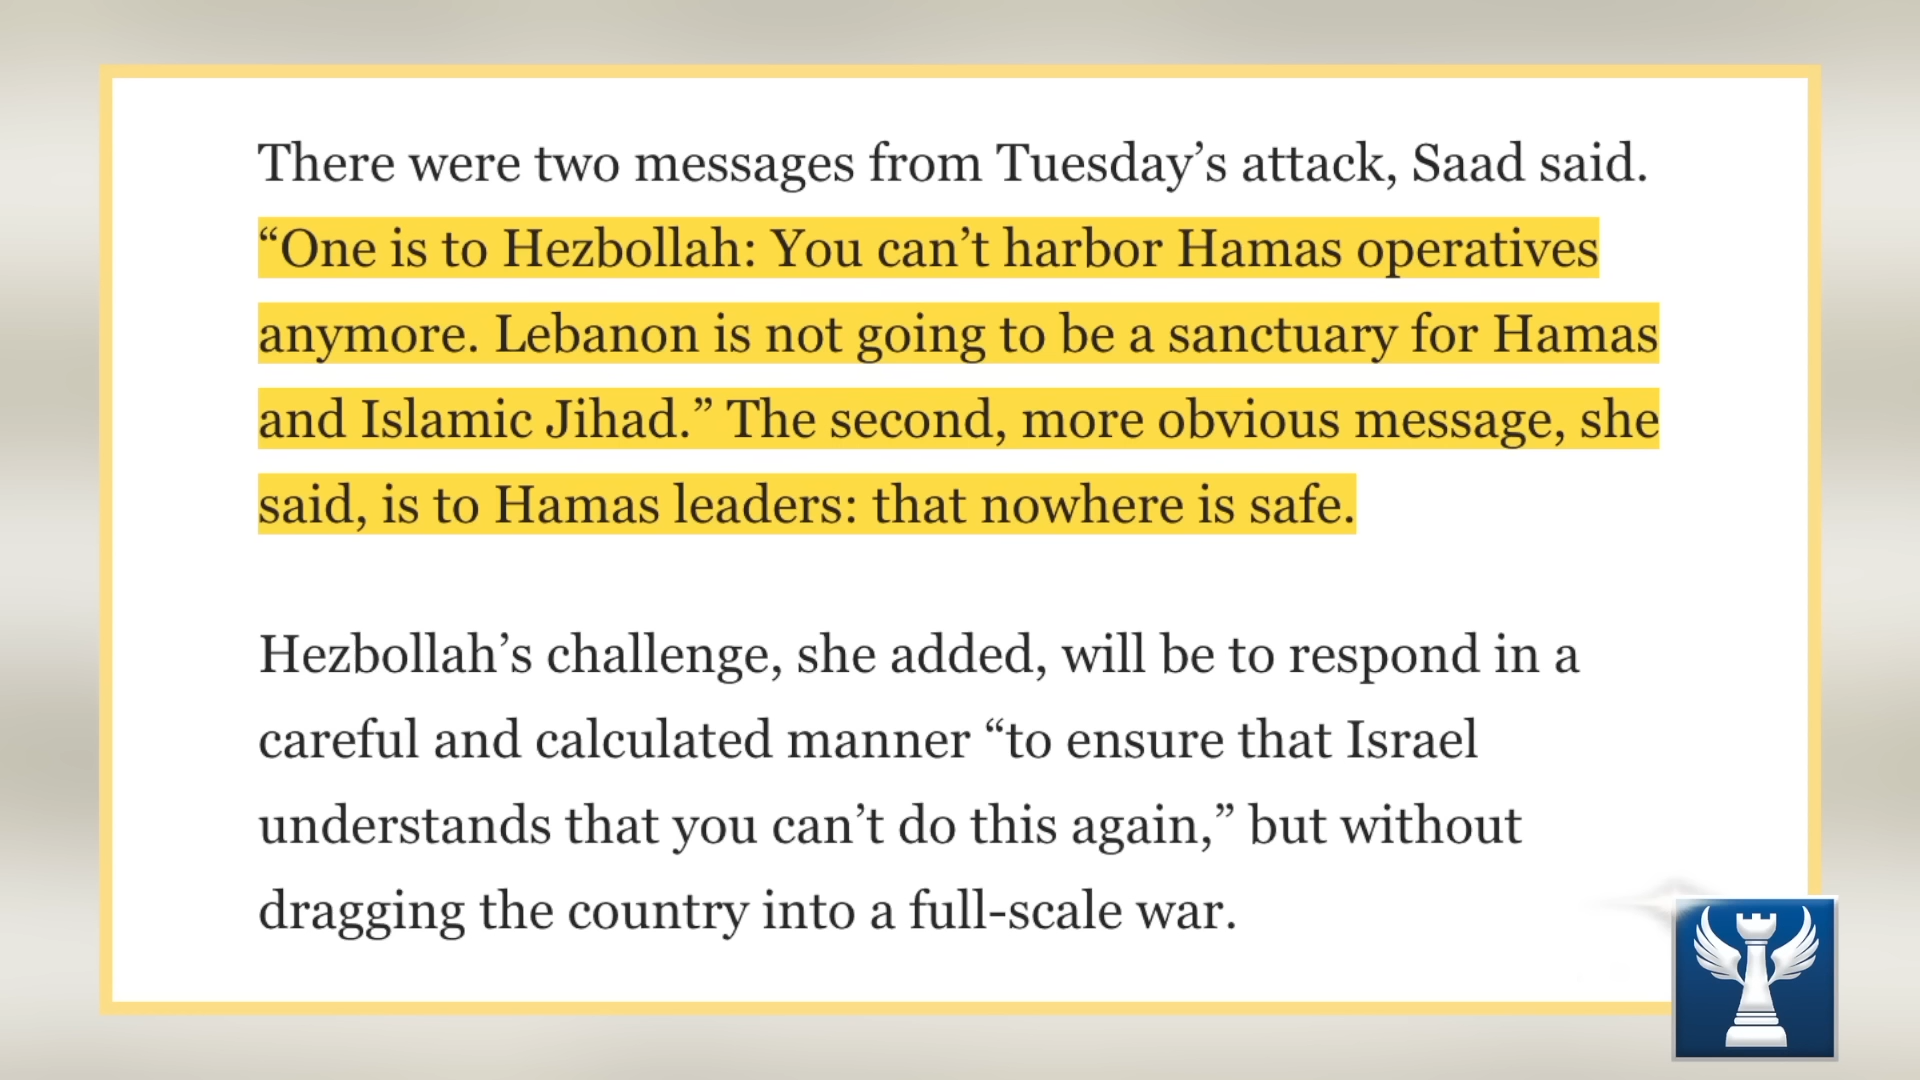 There were two messages from Tuesday’s attack, Saad said.
“One is to Hezbollah: You can’t harbor Hamas operatives
anymore. Lebanon is not going to be a sanctuary for Hamas
and Islamic Jihad.” The second, more obvious message, she
said, is to Hamas leaders: that nowhere is safe.
Hezbollah’s challenge, she added, will be to respond in a
careful and calculated manner “to ensure that Israel
understands that you can’t do this again,” but without
dragging the country into a full-scale war.